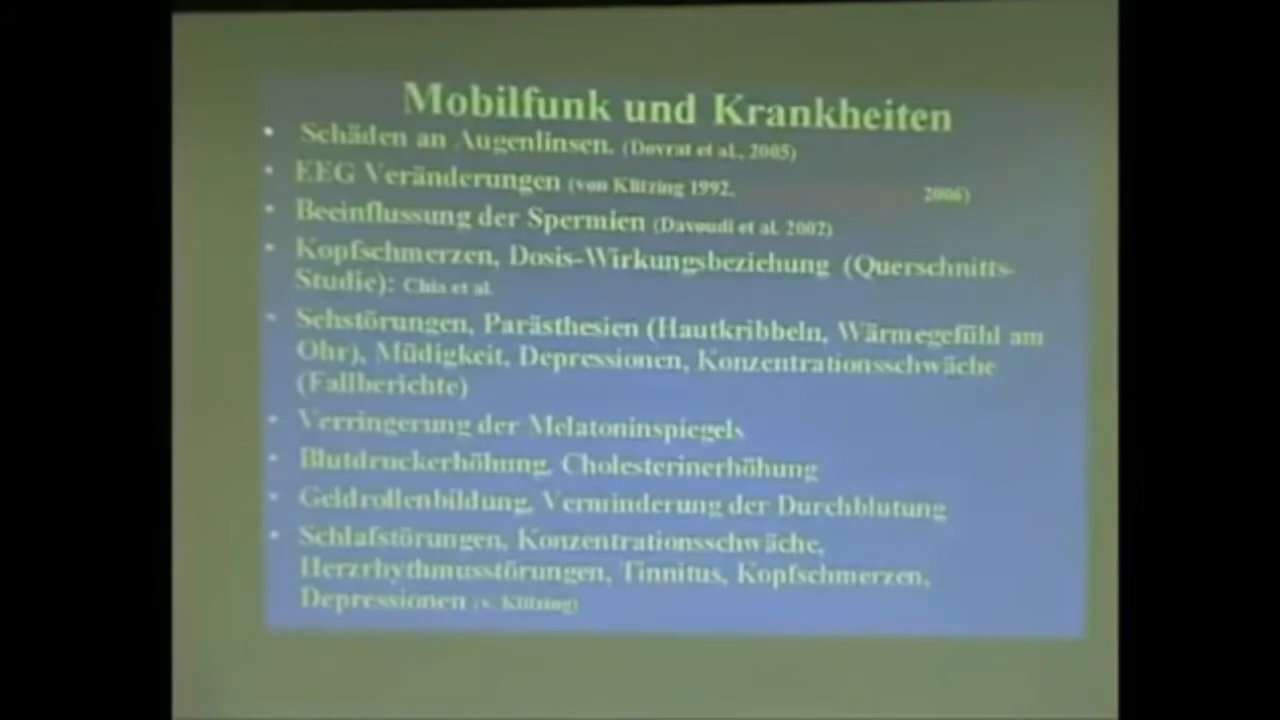 Mobilfunk und Krankheiten
• Schäden an Augenlinsen. (Dovrat et al., 2005)
• EEG Veränderungen (von Klitzing 1992, 2006)
• Beeinflussung der Spermien (Davoudi et al. 2002)
• Kopfschmerzen, Dosis-Wirkungsbeziehung (Querschnitts-
Studie): Chia et al.
• Sehstörungen, Parästhesien (Hautkribbeln, Wärmegefühl am
Ohr), Müdigkeit, Depressionen, Konzentrationsschwäche
(Fallberichte)
• Verringerung der Melatoninspiegels
• Blutdruckerhöhung, Cholesterinerhöhung
• Geldrollenbildung, Verminderung der Durchblutung
• Schlafstörungen, Konzentrationsschwäche,
Herzrhythmusstörungen, Tinnitus, Kopfschmerzen,
Depressionen (v. Klitzing)